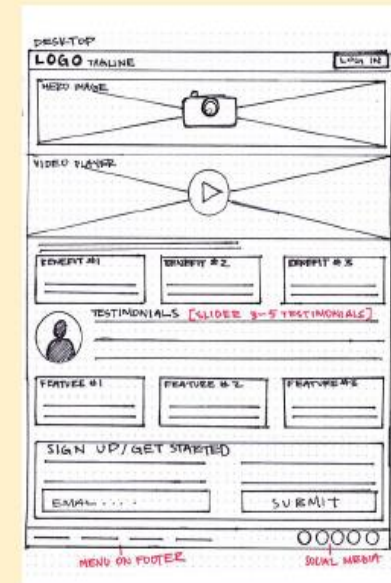 DESKTOP
LOGO TAGLINE
LOG IN
HERO IMAGE
VIDEO PLAYER
BENEFIT #1
BENEFIT #2
BENEFIT #3
TESTIMONIALS [SLIDER 3-5 TESTIMONIALS]
FEATURE #1
FEATURE #2
FEATURE #3
SIGN UP/GET STARTED
EMAIL ....
SUBMIT
MENU ON FOOTER
SOCIAL MEDIA